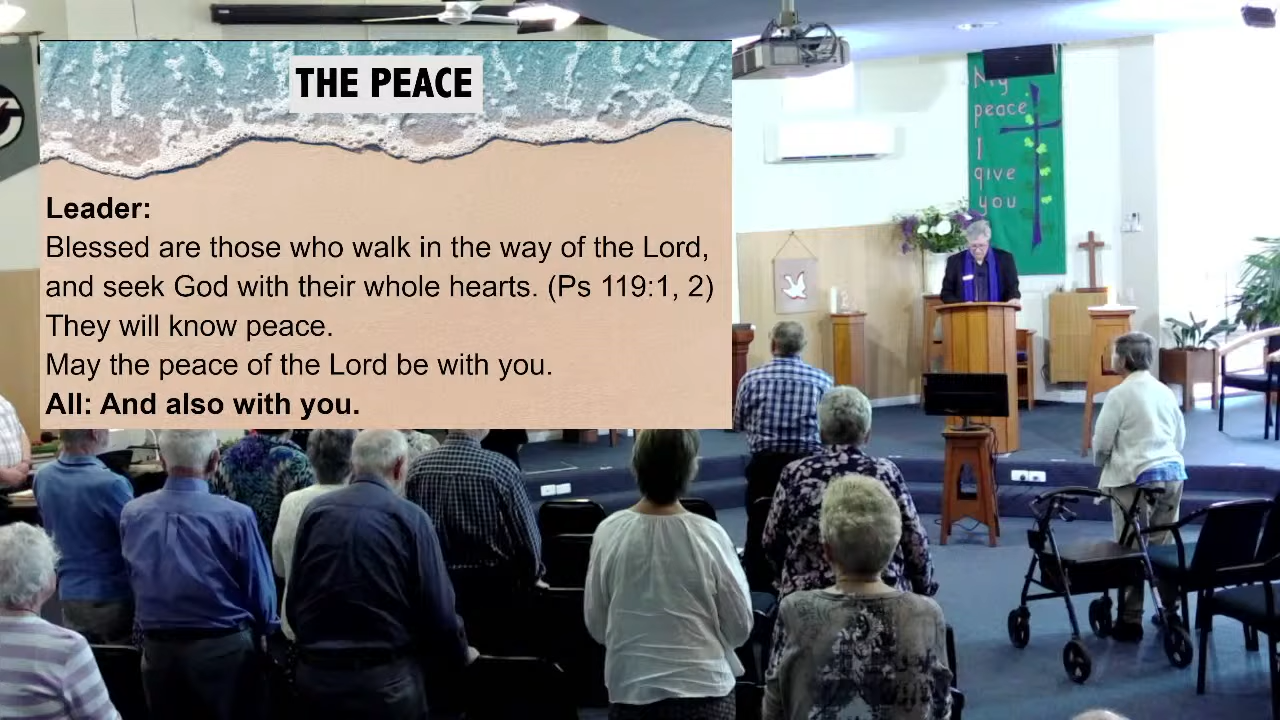 THE PEACE
Leader:
Blessed are those who walk in the way of the Lord,
and seek God with their whole hearts. (Ps 119:1, 2)
They will know peace.
May the peace of the Lord be with you.
All: And also with you.
My
peace
I
give
you